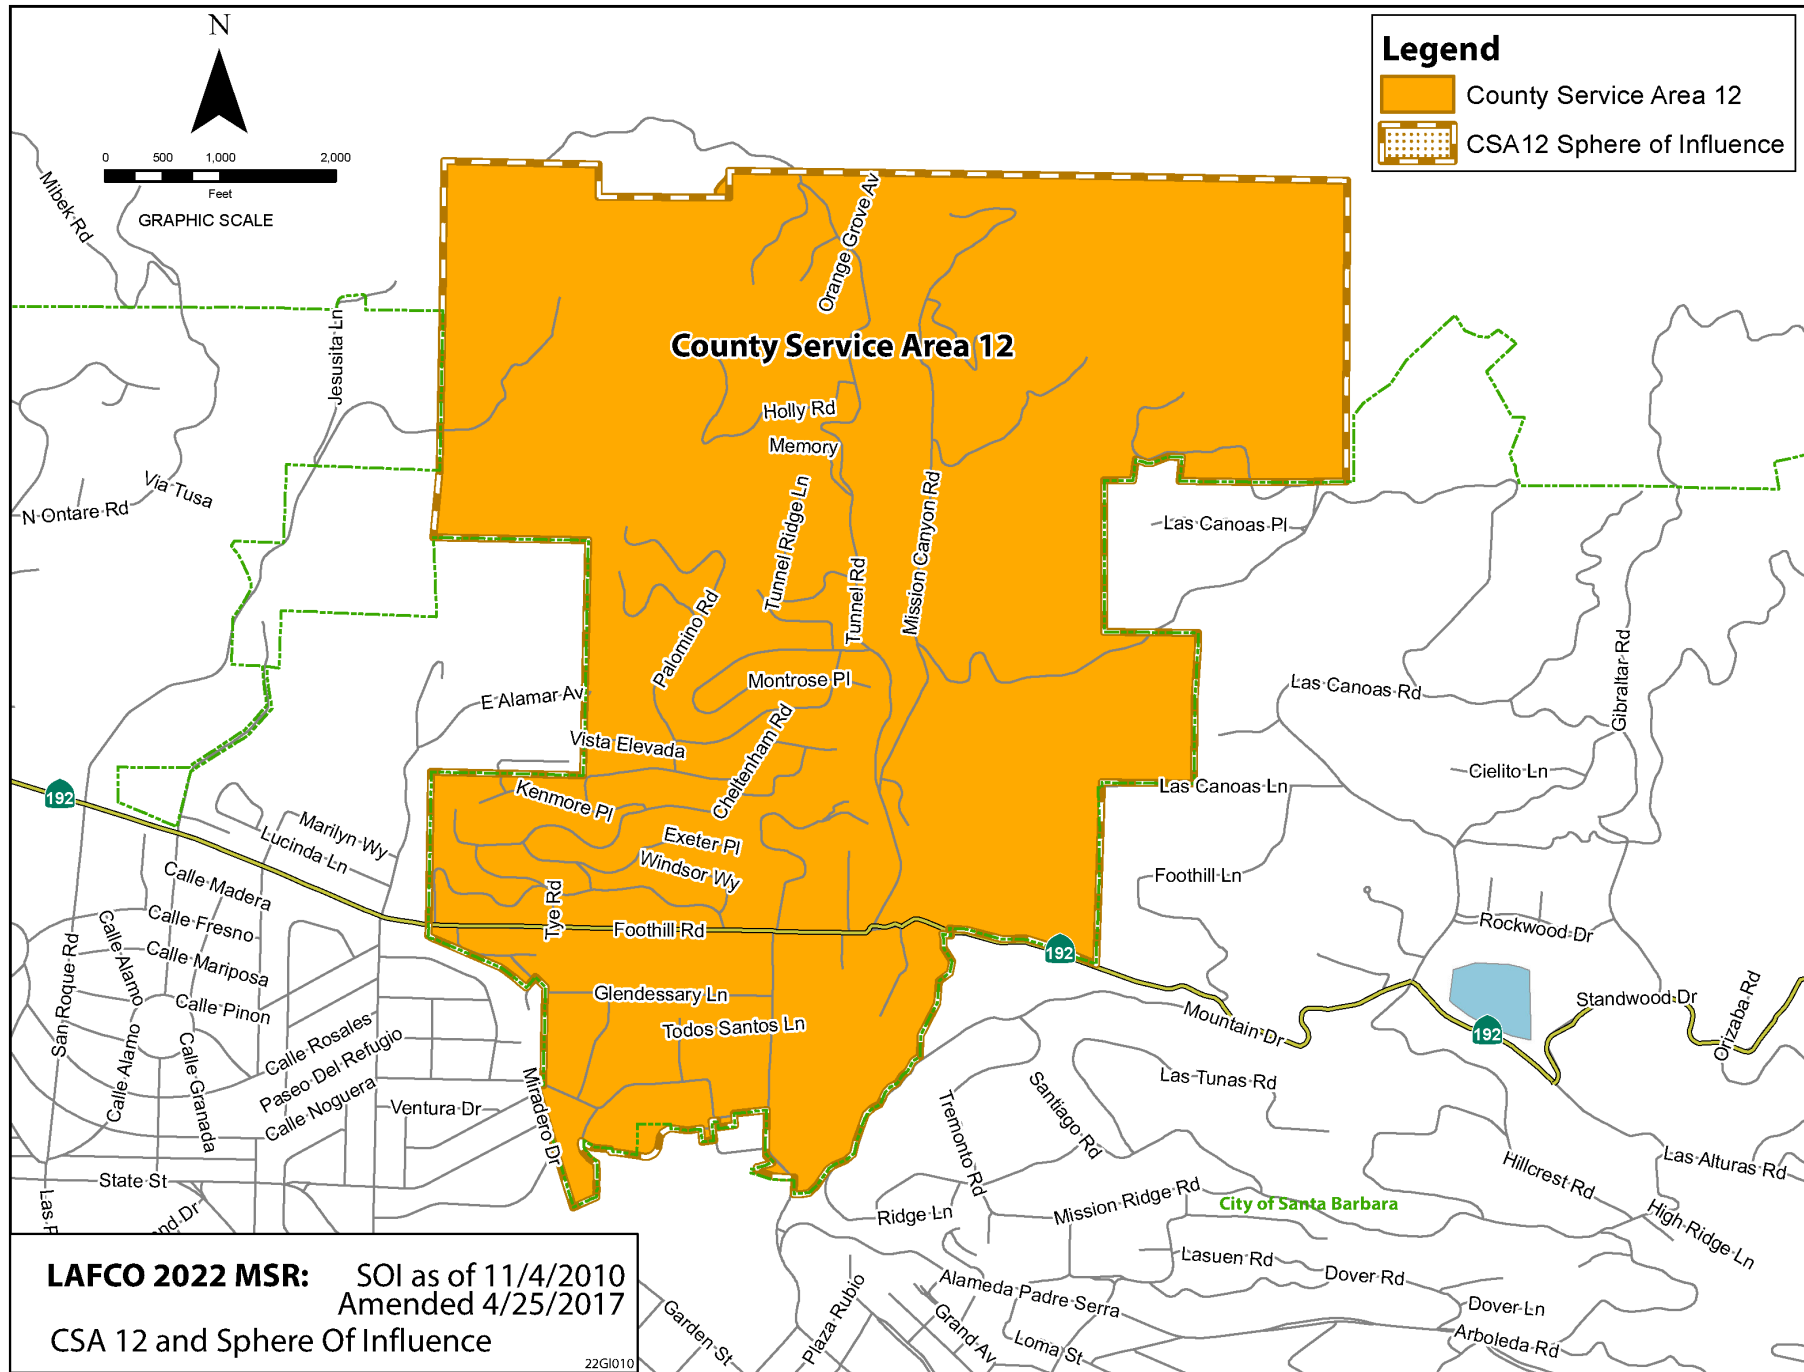 N
0 500 1,000 2,000
Feet
GRAPHIC SCALE
Legend
County Service Area 12
CSA12 Sphere of Influence
Mibek Rd
Orange Grove Av
Jesusita Ln
County Service Area 12
Holly Rd
Memory
Via Tusa
N Ontare Rd
Tunnel Ridge Ln
Mission Canyon Rd
Las Canoas Pl
Tunnel Rd
Palomino Rd
Montrose Pl
E Alamar Av
Las Canoas Rd
Gibraltar Rd
Vista Elevada
Cheltenham Rd
192
Kenmore Pl
Las Canoas Ln
Cielito Ln
Marilyn Wy
Lucinda Ln
Exeter Pl
Windsor Wy
Calle Madera
Foothill Ln
Tye Rd
Calle Fresno
Foothill Rd
Rockwood Dr
Calle Alamo
Calle Mariposa
192
San Roque Rd
Calle Pinon
Glendessary Ln
Standwood Dr
Orizaba Rd
Todos Santos Ln
Mountain Dr
192
Calle Rosales
Calle Alamo
Calle Granada
Paseo Del Refugio
Calle Noguera
Ventura Dr
Miradero Dr
Las Tunas Rd
Santiago Rd
Tremonto Rd
State St
Hillcrest Rd
Las Alturas Rd
Ridge Ln
Mission Ridge Rd
City of Santa Barbara
High Ridge Ln
Lasuen Rd
Dover Rd
Alameda Padre Serra
Dover Ln
Plaza Rubio
Garden St
Grand Av
Loma St
Arboleda Rd
LAFCO 2022 MSR: SOI as of 11/4/2010
Amended 4/25/2017
CSA 12 and Sphere Of Influence
22GI010